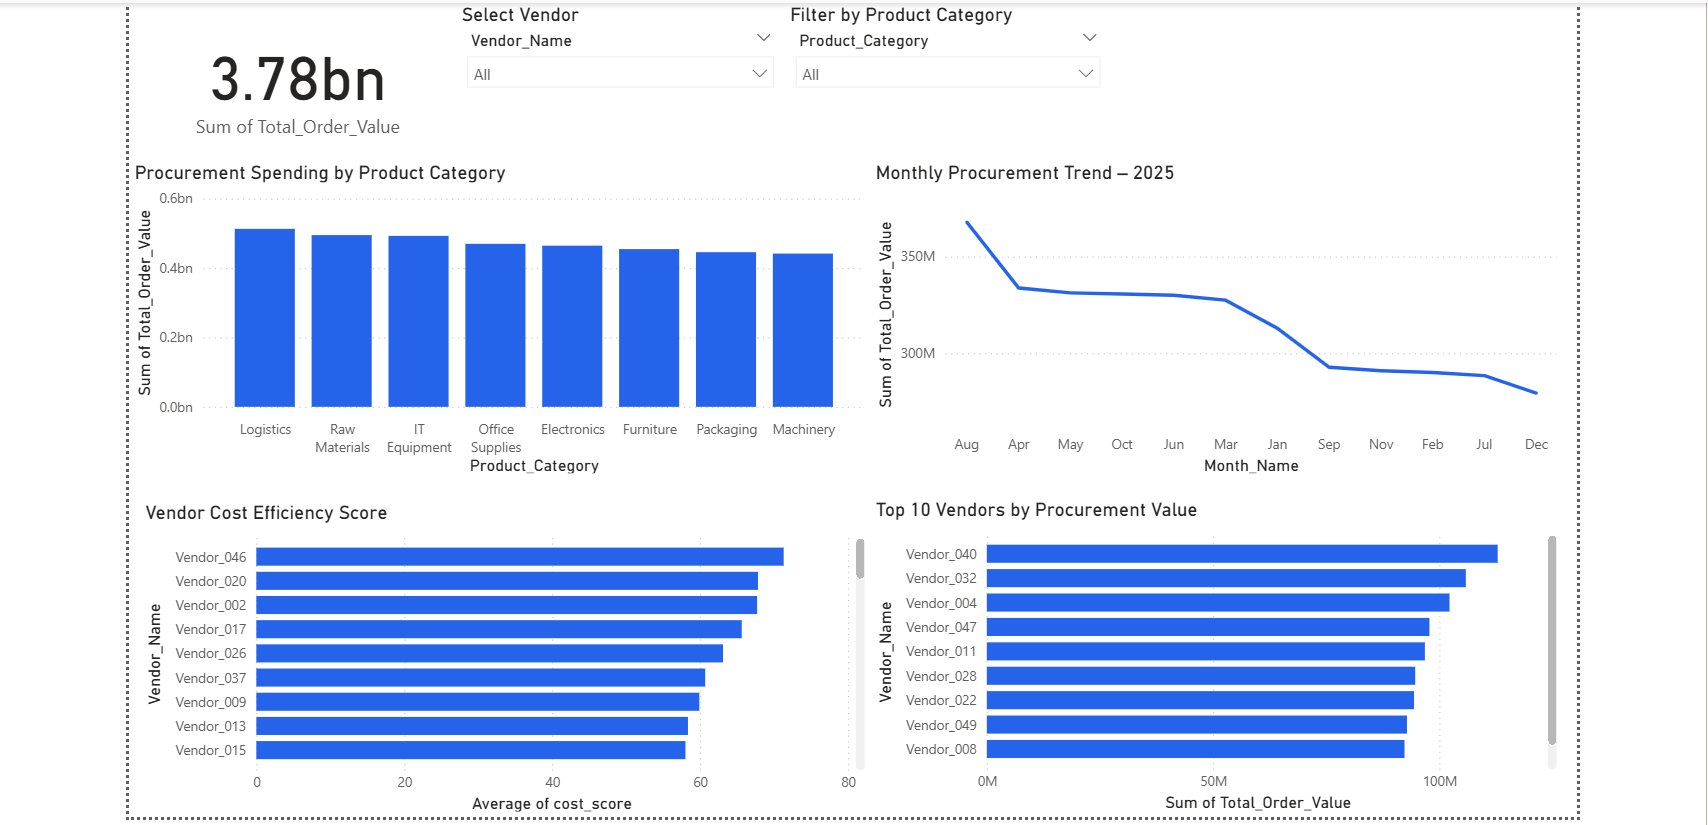 Select Vendor
Filter by Product Category
Vendor_Name
Product_Category
All
All
3.78bn
Sum of Total_Order_Value
Procurement Spending by Product Category
Sum of Total_Order_Value
0.6bn
0.4bn
0.2bn
0.0bn
Logistics
Raw Materials
IT Equipment
Office Supplies
Electronics
Furniture
Packaging
Machinery
Product_Category
Monthly Procurement Trend – 2025
Sum of Total_Order_Value
350M
300M
Aug
Apr
May
Oct
Jun
Mar
Jan
Sep
Nov
Feb
Jul
Dec
Month_Name
Vendor Cost Efficiency Score
Vendor_Name
Vendor_046
Vendor_020
Vendor_002
Vendor_017
Vendor_026
Vendor_037
Vendor_009
Vendor_013
Vendor_015
0
20
40
60
80
Average of cost_score
Top 10 Vendors by Procurement Value
Vendor_Name
Vendor_040
Vendor_032
Vendor_004
Vendor_047
Vendor_011
Vendor_028
Vendor_022
Vendor_049
Vendor_008
0M
50M
100M
Sum of Total_Order_Value